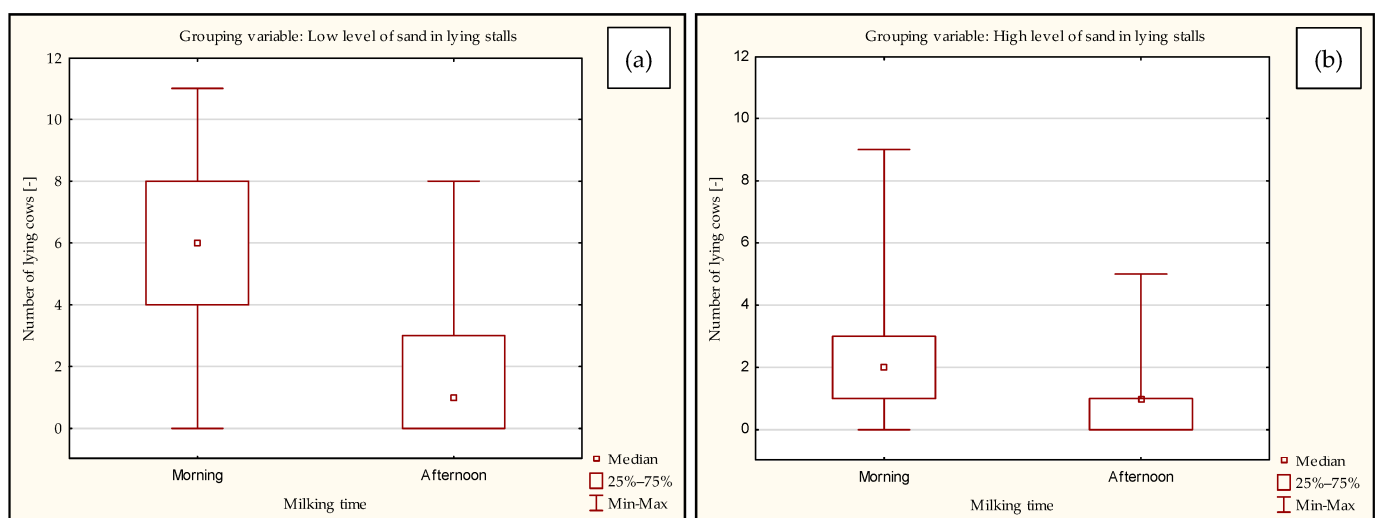 Grouping variable: Low level of sand in lying stalls
(a)
Number of lying cows [-]
12
10
8
6
4
2
0
Morning
Afternoon
Milking time
Median
25%–75%
Min-Max
Grouping variable: High level of sand in lying stalls
(b)
Number of lying cows [-]
12
10
8
6
4
2
0
Morning
Afternoon
Milking time
Median
25%–75%
Min-Max